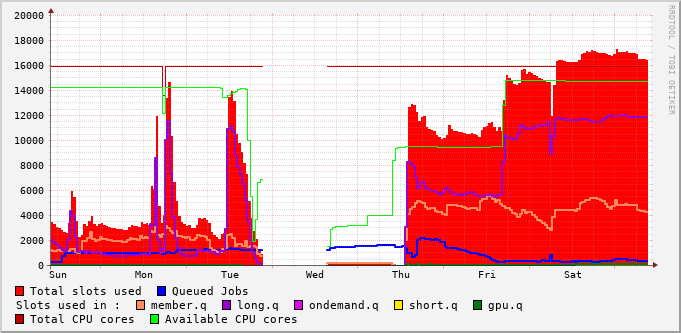 20000
18000
16000
14000
12000
10000
8000
6000
4000
2000
0
Sun Mon Tue Wed Thu Fri Sat
RRDTOOL / TOBI OETIKER
Total slots used Queued Jobs
Slots used in : member.q long.q ondemand.q short.q gpu.q
Total CPU cores Available CPU cores